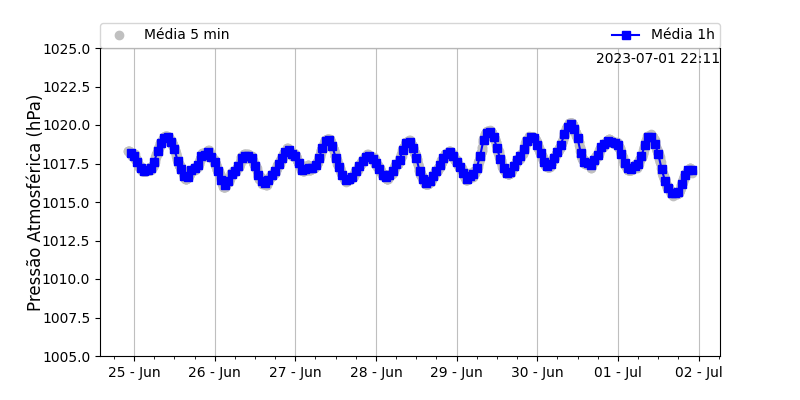 Média 5 min
Média 1h
2023-07-01 22:11
Pressão Atmosférica (hPa)
1025.0
1022.5
1020.0
1017.5
1015.0
1012.5
1010.0
1007.5
1005.0
25 - Jun
26 - Jun
27 - Jun
28 - Jun
29 - Jun
30 - Jun
01 - Jul
02 - Jul